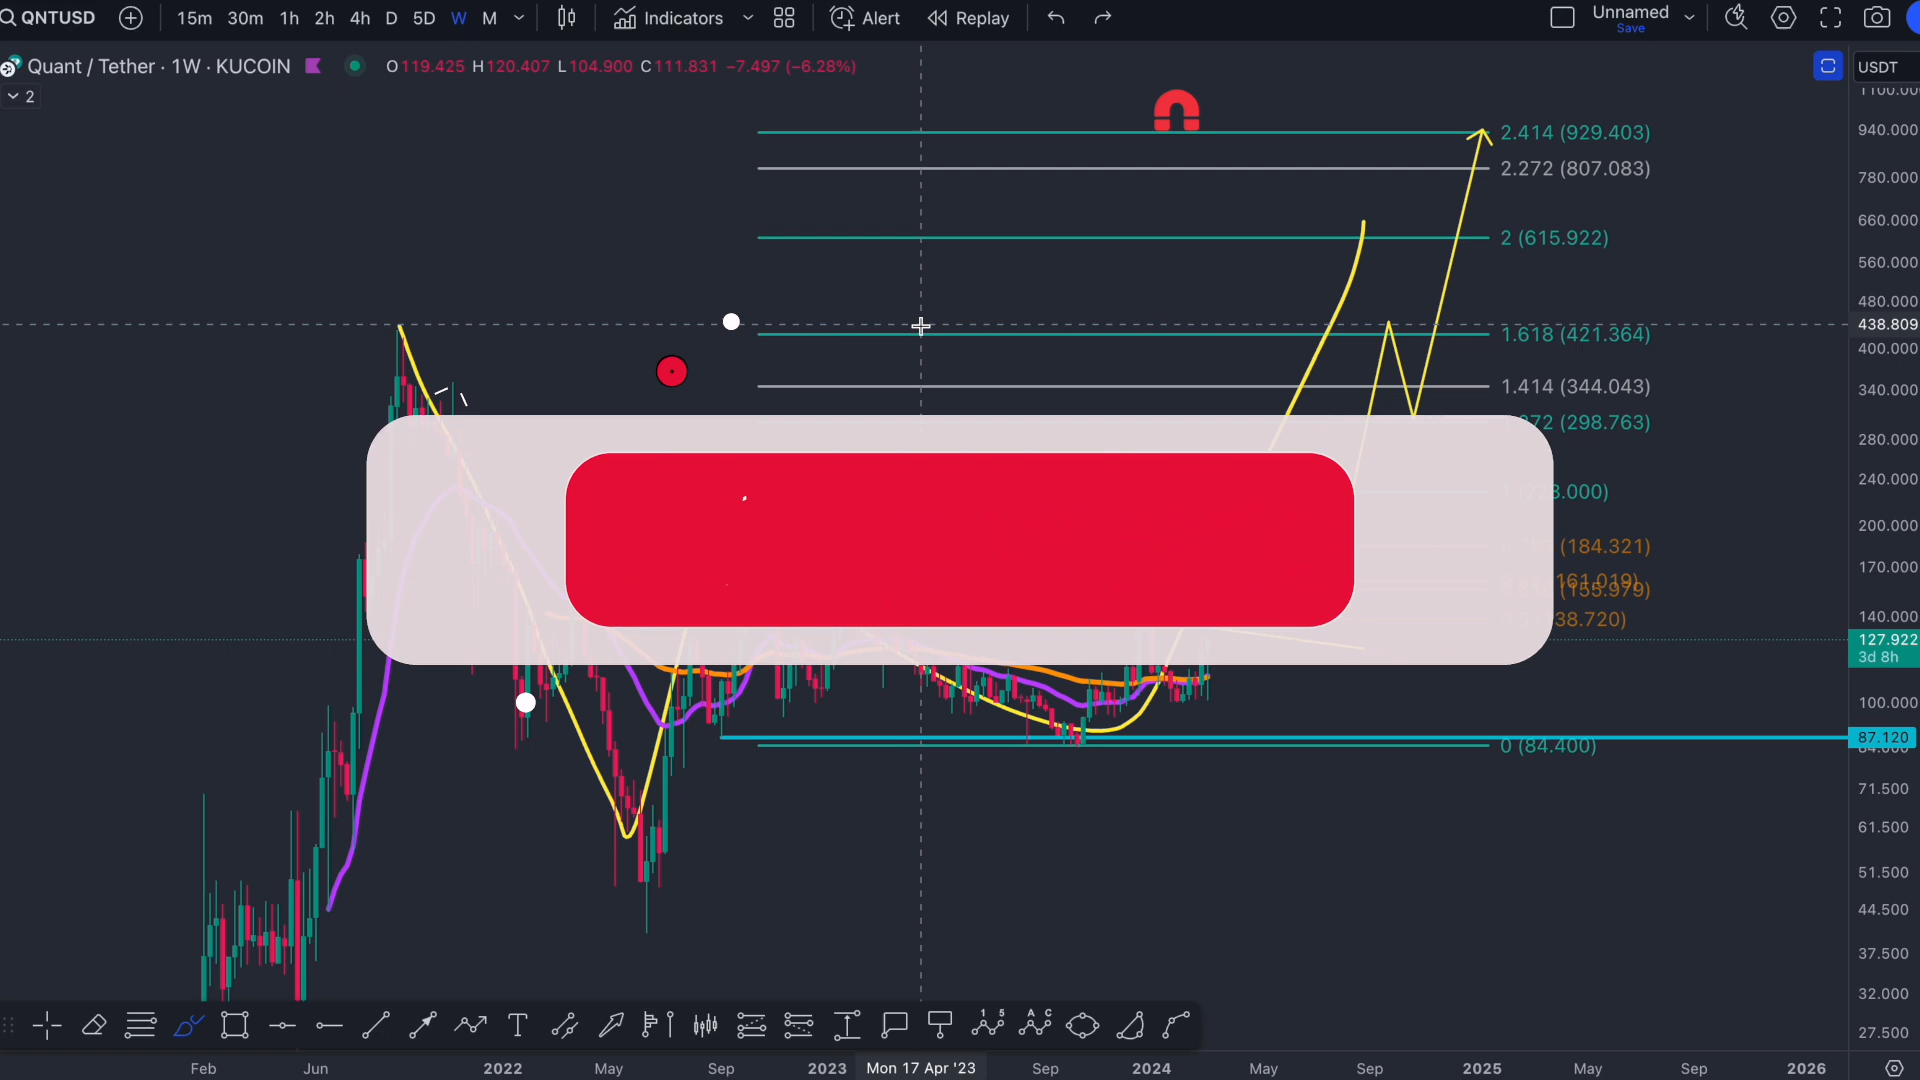 QNTUSD 15m 30m 1h 2h 4h D 5D W M Indicators Alert Replay Unnamed
Save
Quant / Tether · 1W · KUCOIN O119.425 H120.407 L104.900 C111.831 −7.497 (−6.28%) USDT
2
2.414 (929.403) 940.000
2.272 (807.083) 780.000
660.000
2 (615.922)
560.000
480.000
438.809
1.618 (421.364) 400.000
1.414 (344.043) 340.000
(298.763) 280.000
240.000
200.000
(184.321)
170.000
(161.019)
(155.979)
140.000
127.922
3d 8h
100.000
87.120
0 (84.400)
71.500
61.500
51.500
44.500
37.500
32.000
27.500
1 5 A C
Feb Jun 2022 May Sep 2023 Mon 17 Apr '23 Sep 2024 May Sep 2025 May Sep 2026